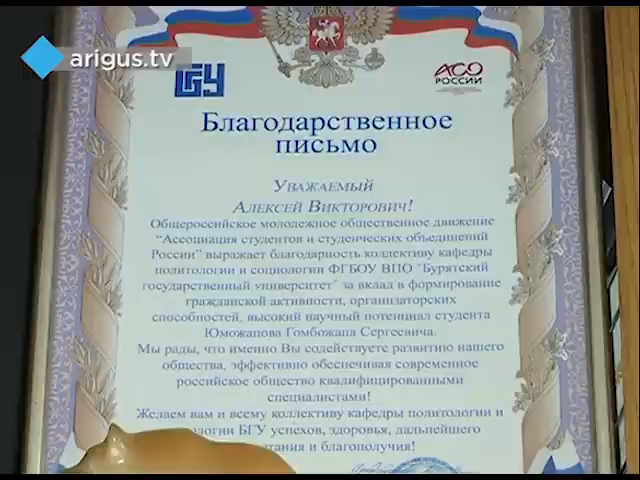 arigus.tv
БГУ
АСО
РОССИИ
Благодарственное
письмо
Уважаемый
Алексей Викторович!
Общероссийское молодежное общественное движение
"Ассоциация студентов и студенческих объединений
России" выражает благодарность коллективу кафедры
политологии и социологии ФГБОУ ВПО "Бурятский
государственный университет" за вклад в формирование
гражданской активности, организаторских
способностей, высокий научный потенциал студента
Юможапова Гомбожапа Сергеевича.
Мы рады, что именно Вы содействуете развитию нашего
общества, эффективно обеспечивая современное
российское общество квалифицированными
специалистами!
Желаем вам и всему коллективу кафедры политологии и
ологии БГУ успехов, здоровья, дальнейшего
тания и благополучия!